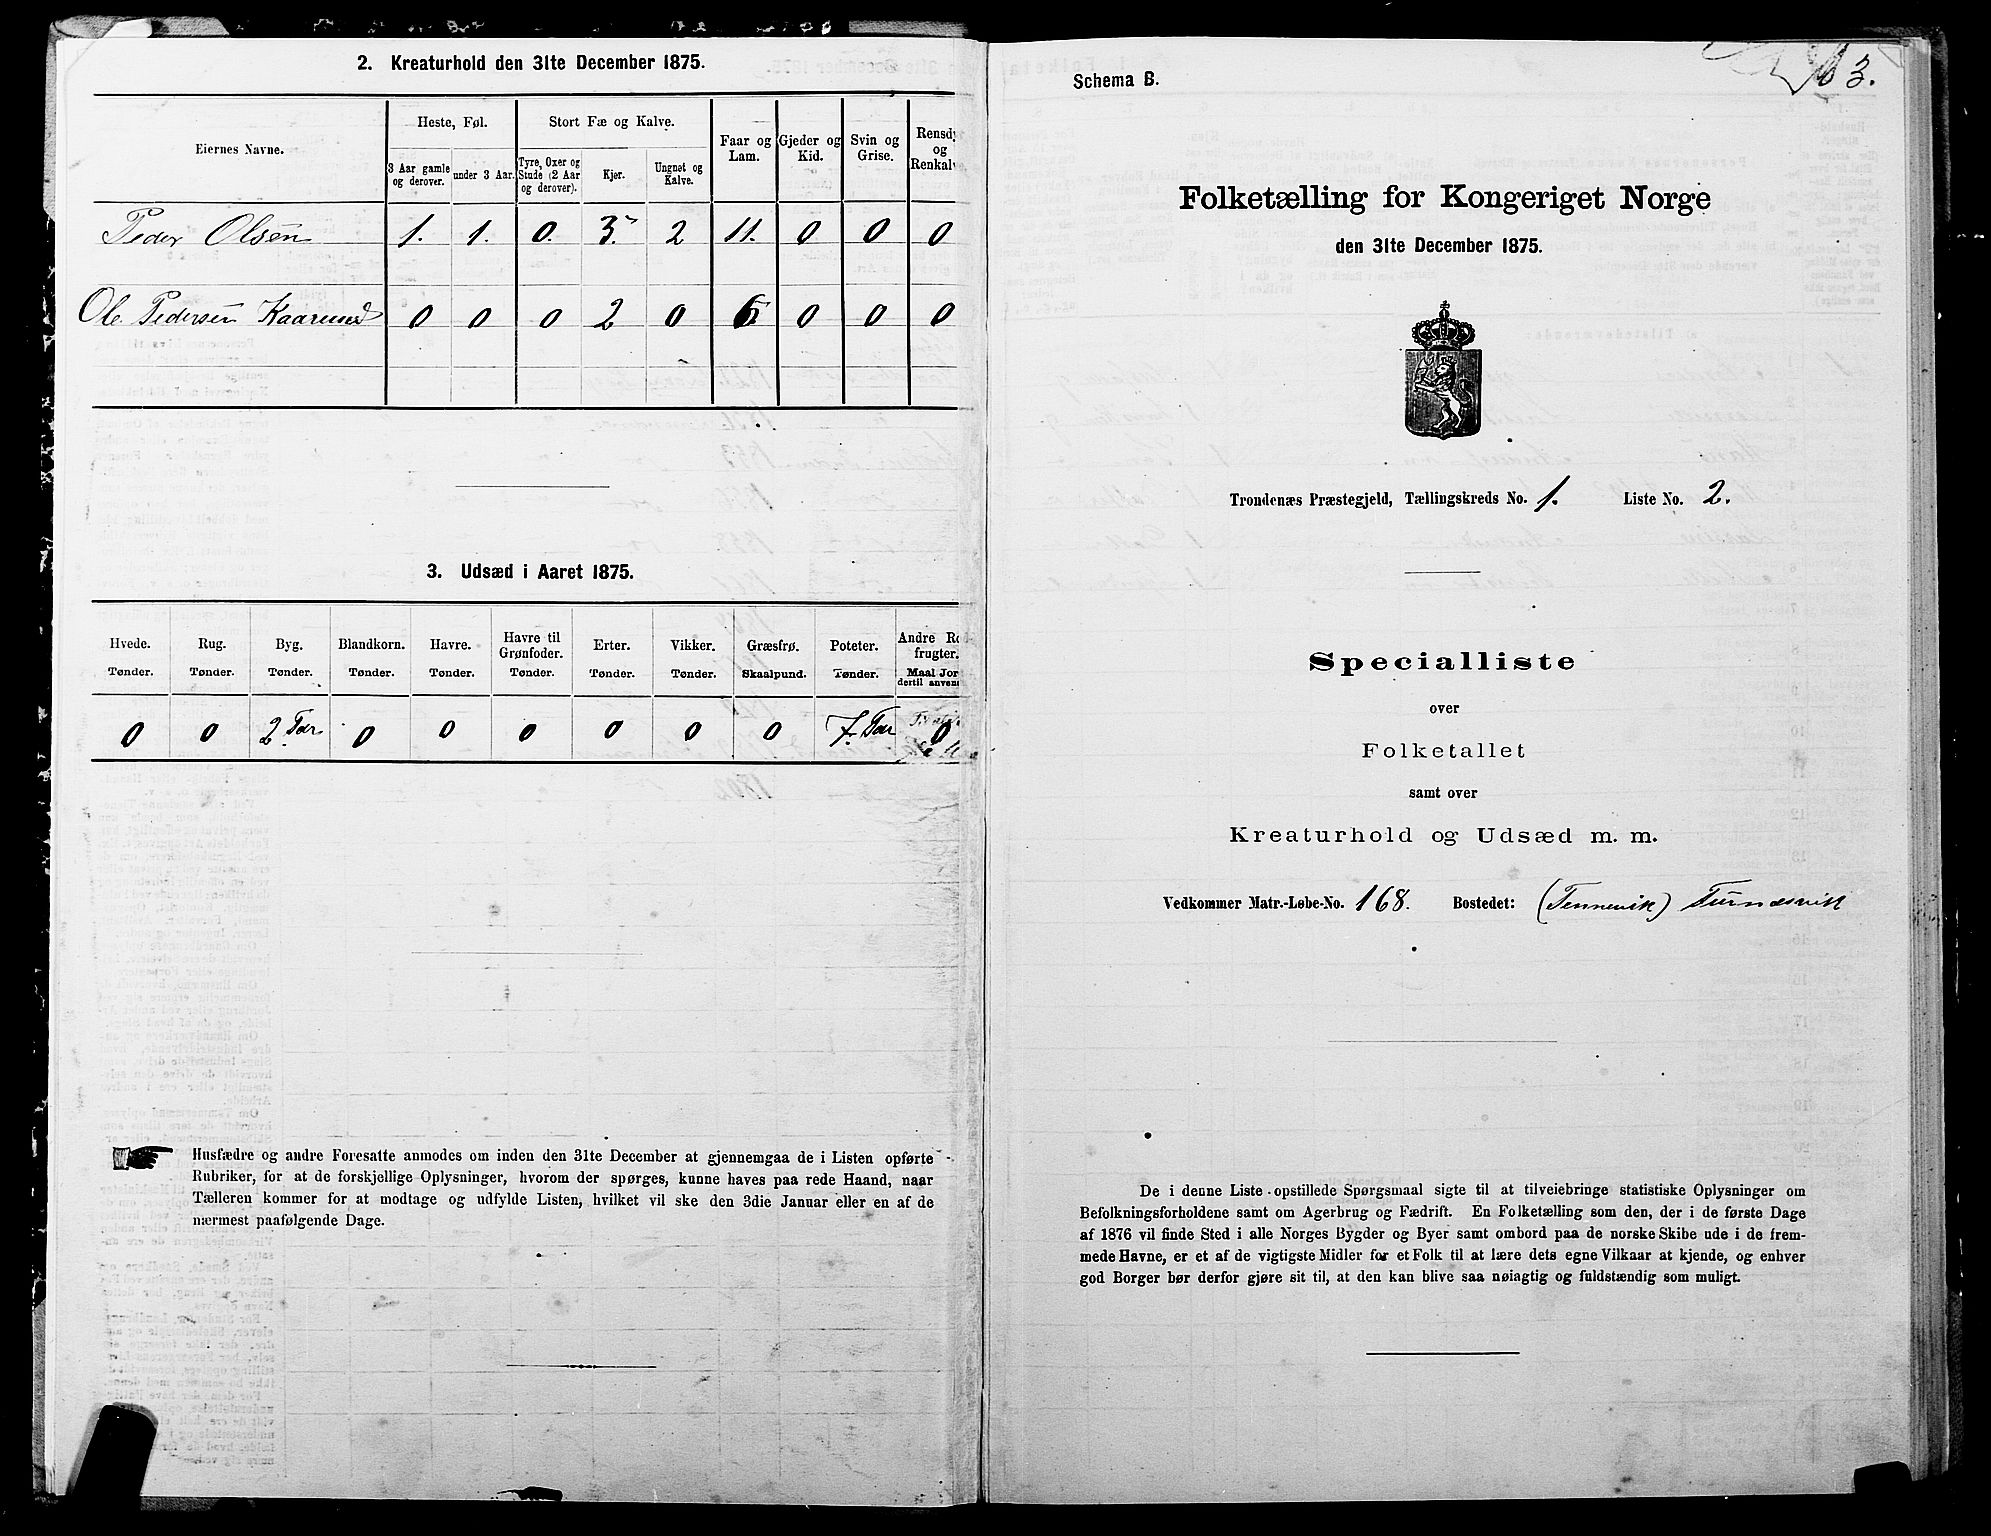 2. Kreaturhold den 31te December 1875.
Eiernes Navne.
Heste, Føl.
Stort Fæ og Kalve.
Faar og Lam.
Gjeder og Kid.
Svin og Grise.
Rensdy og Renkalv
3 Aar gamle og derover.
under 3 Aar.
Tyre, Oxer og Stude (2 Aar og derover).
Kjør.
Ungnøt og Kalve.
Peder Olsen 1. 1. 0. 3. 2 11. 0 0 0
Ole Pedersen 0 0 0 2 0 6 0 0 0
3. Udsæd i Aaret 1875.
Hvede. Rug. Byg. Blandkorn. Havre. Havre til Grønfoder. Erter. Vikker. Græsfrø. Poteter. Andre Rodfrugter.
Tønder. Tønder. Tønder. Tønder. Tønder. Tønder. Tønder. Tønder. Skaalpund. Tønder. Maal Jor dertil anven
0 0 2 Tdr 0 0 0 0 0 0 7. Tdr 0
Husfædre og andre Foresatte anmodes om inden den 31te December at gjennemgaa de i Listen opførte
Rubriker, for at de forskjellige Oplysninger, hvorom der spørges, kunne haves paa rede Haand, naar
Tælleren kommer for at modtage og udfylde Listen, hvilket vil ske den 3die Januar eller en af de
nærmest paafølgende Dage.
Schema B.
3.
Folketælling for Kongeriget Norge
den 31te December 1875.
Trondenæs Præstegjeld, Tællingskreds No. 1. Liste No. 2.
Specialliste
over
Folketallet
samt over
Kreaturhold og Udsæd m. m.
Vedkommer Matr.-Løbe-No. 168. Bostedet: (Tennevik) Turnæsvik
De i denne Liste opstillede Spørgsmaal sigte til at tilveiebringe statistiske Oplysninger om
Befolkningsforholdene samt om Agerbrug og Fædrift. En Folketælling som den, der i de første Dage
af 1876 vil finde Sted i alle Norges Bygder og Byer samt ombord paa de norske Skibe ude i de frem-
mede Havne, er et af de vigtigste Midler for et Folk til at lære dets egne Vilkaar at kjende, og enhver
god Borger bør derfor gjøre sit til, at den kan blive saa nøiagtig og fuldstændig som muligt.